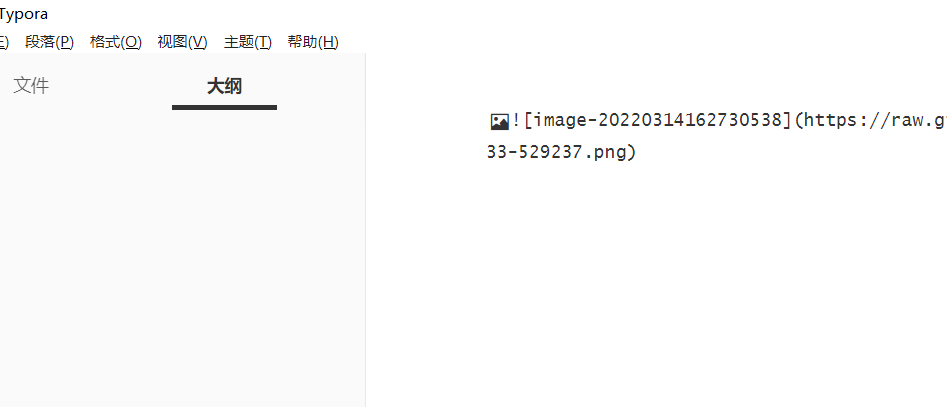 Typora
E) 段落(P) 格式(O) 视图(V) 主题(T) 帮助(H)
文件 大纲
![image-20220314162730538](https://raw.g
33-529237.png)